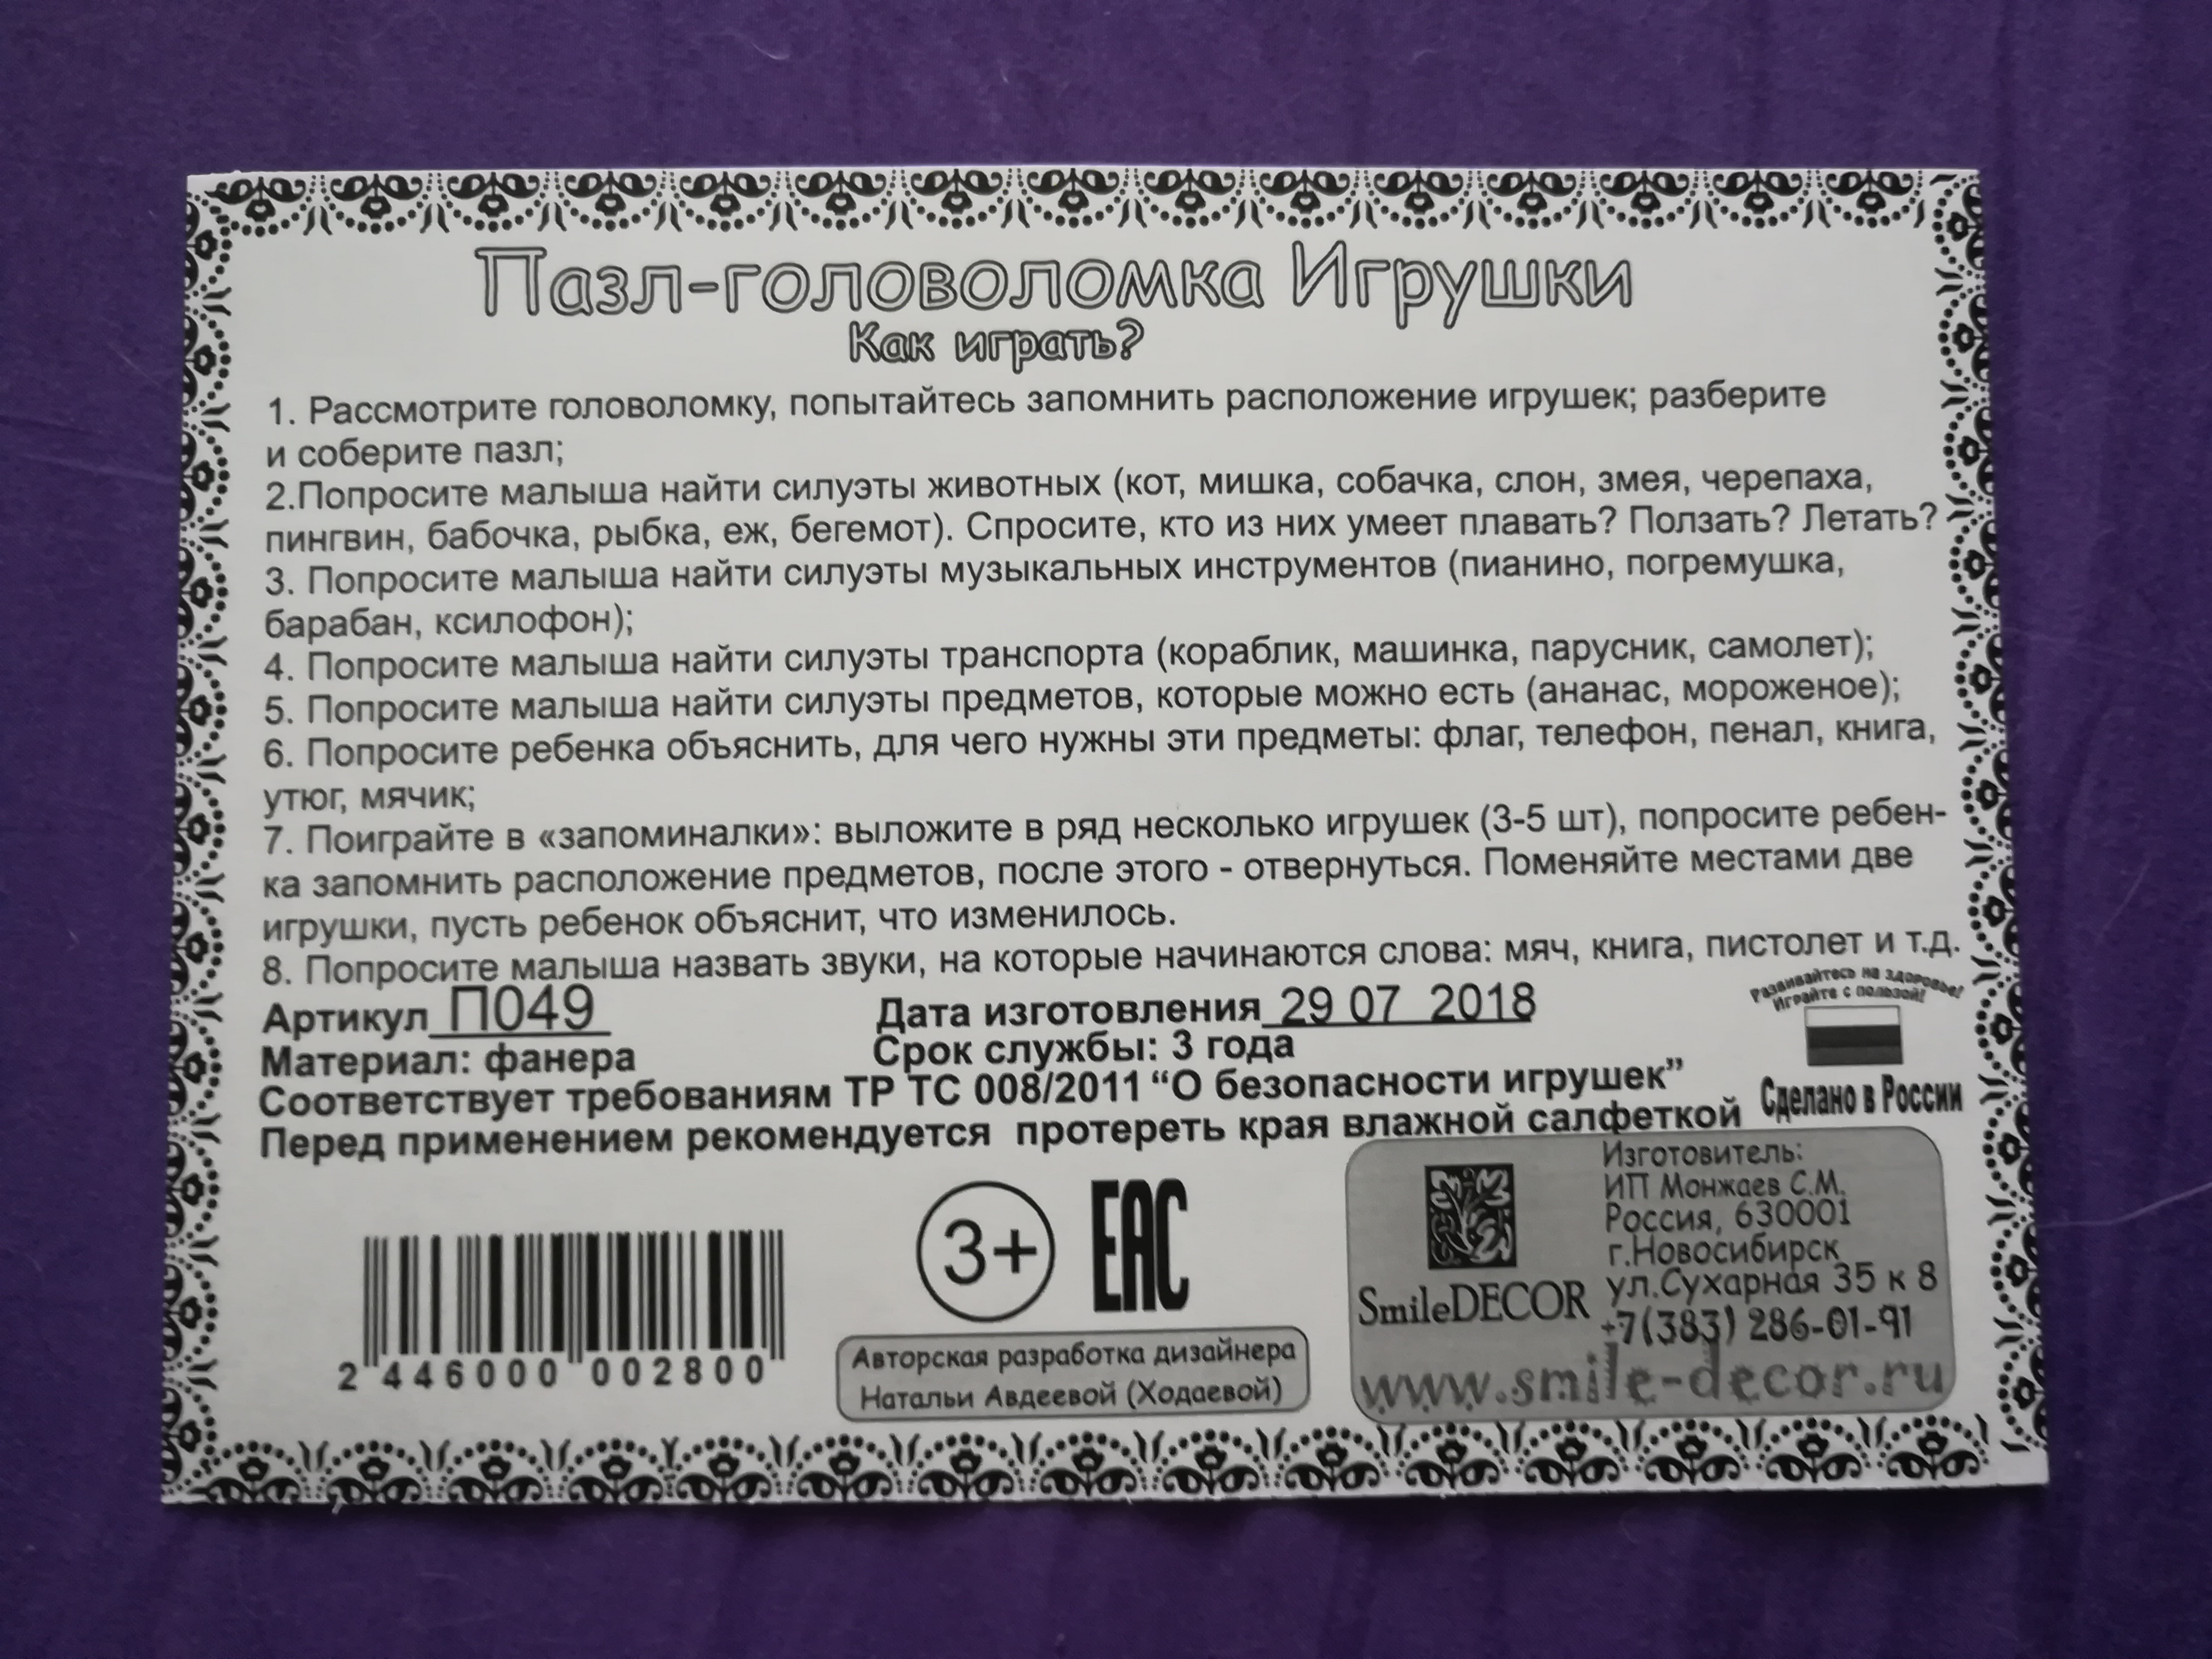 Пазл-головоломка Игрушки
Как играть?
1. Рассмотрите головоломку, попытайтесь запомнить расположение игрушек; разберите
и соберите пазл;
2.Попросите малыша найти силуэты животных (кот, мишка, собачка, слон, змея, черепаха,
пингвин, бабочка, рыбка, еж, бегемот). Спросите, кто из них умеет плавать? Ползать? Летать?
3. Попросите малыша найти силуэты музыкальных инструментов (пианино, погремушка,
барабан, ксилофон);
4. Попросите малыша найти силуэты транспорта (кораблик, машинка, парусник, самолет);
5. Попросите малыша найти силуэты предметов, которые можно есть (ананас, мороженое);
6. Попросите ребенка объяснить, для чего нужны эти предметы: флаг, телефон, пенал, книга,
утюг, мячик;
7. Поиграйте в «запоминалки»: выложите в ряд несколько игрушек (3-5 шт), попросите ребен-
ка запомнить расположение предметов, после этого - отвернуться. Поменяйте местами две
игрушки, пусть ребенок объяснит, что изменилось.
8. Попросите малыша назвать звуки, на которые начинаются слова: мяч, книга, пистолет и т.д.
Артикул П049
Дата изготовления 29 07 2018
Развивайтесь на здоровье!
Играйте с пользой!
Материал: фанера
Срок службы: 3 года
Соответствует требованиям ТР ТС 008/2011 “О безопасности игрушек”
Перед применением рекомендуется протереть края влажной салфеткой
Сделано в России
2 446000 002800
3+
EAC
Авторская разработка дизайнера
Натальи Авдеевой (Ходаевой)
SmileDECOR
Изготовитель:
ИП Монжаев С.М.
Россия, 630001
г.Новосибирск
ул.Сухарная 35 к 8
+7(383) 286-01-91
www.smile-decor.ru